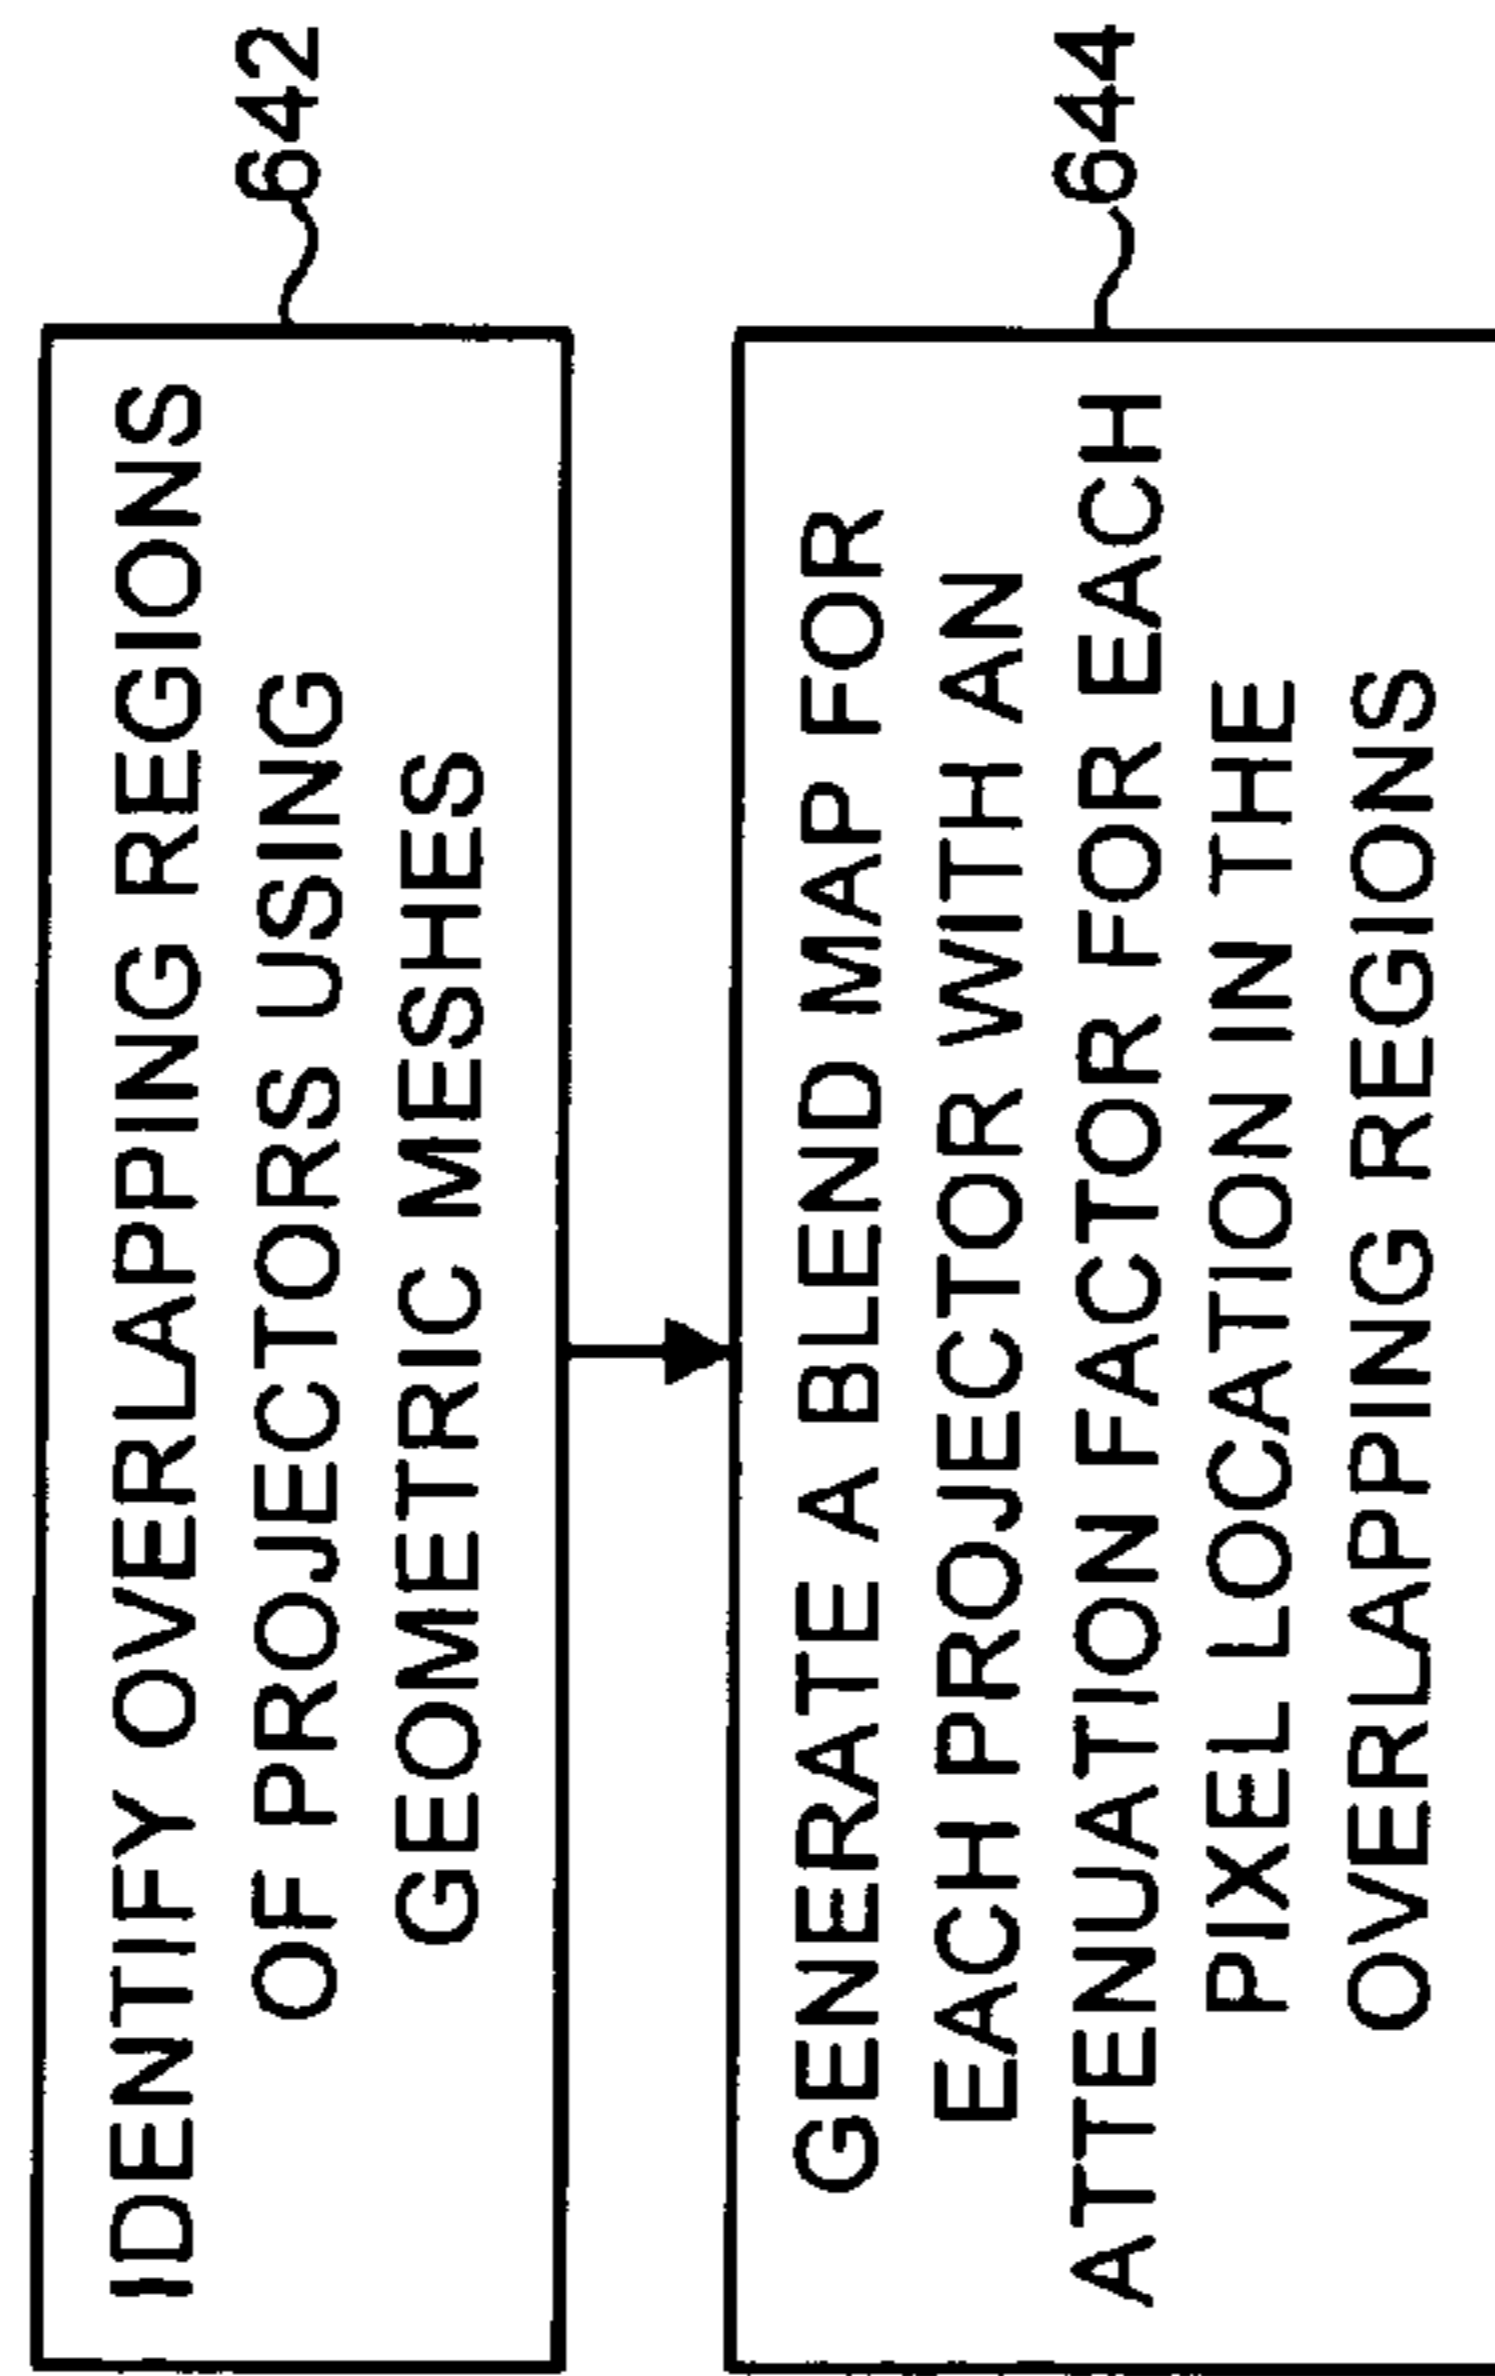 IDENTIFY OVERLAPPING REGIONS
OF PROJECTORS USING
GEOMETRIC MESHES
642
GENERATE A BLEND MAP FOR
EACH PROJECTOR WITH AN
ATTENUATION FACTOR FOR EACH
PIXEL LOCATION IN THE
OVERLAPPING REGIONS
644